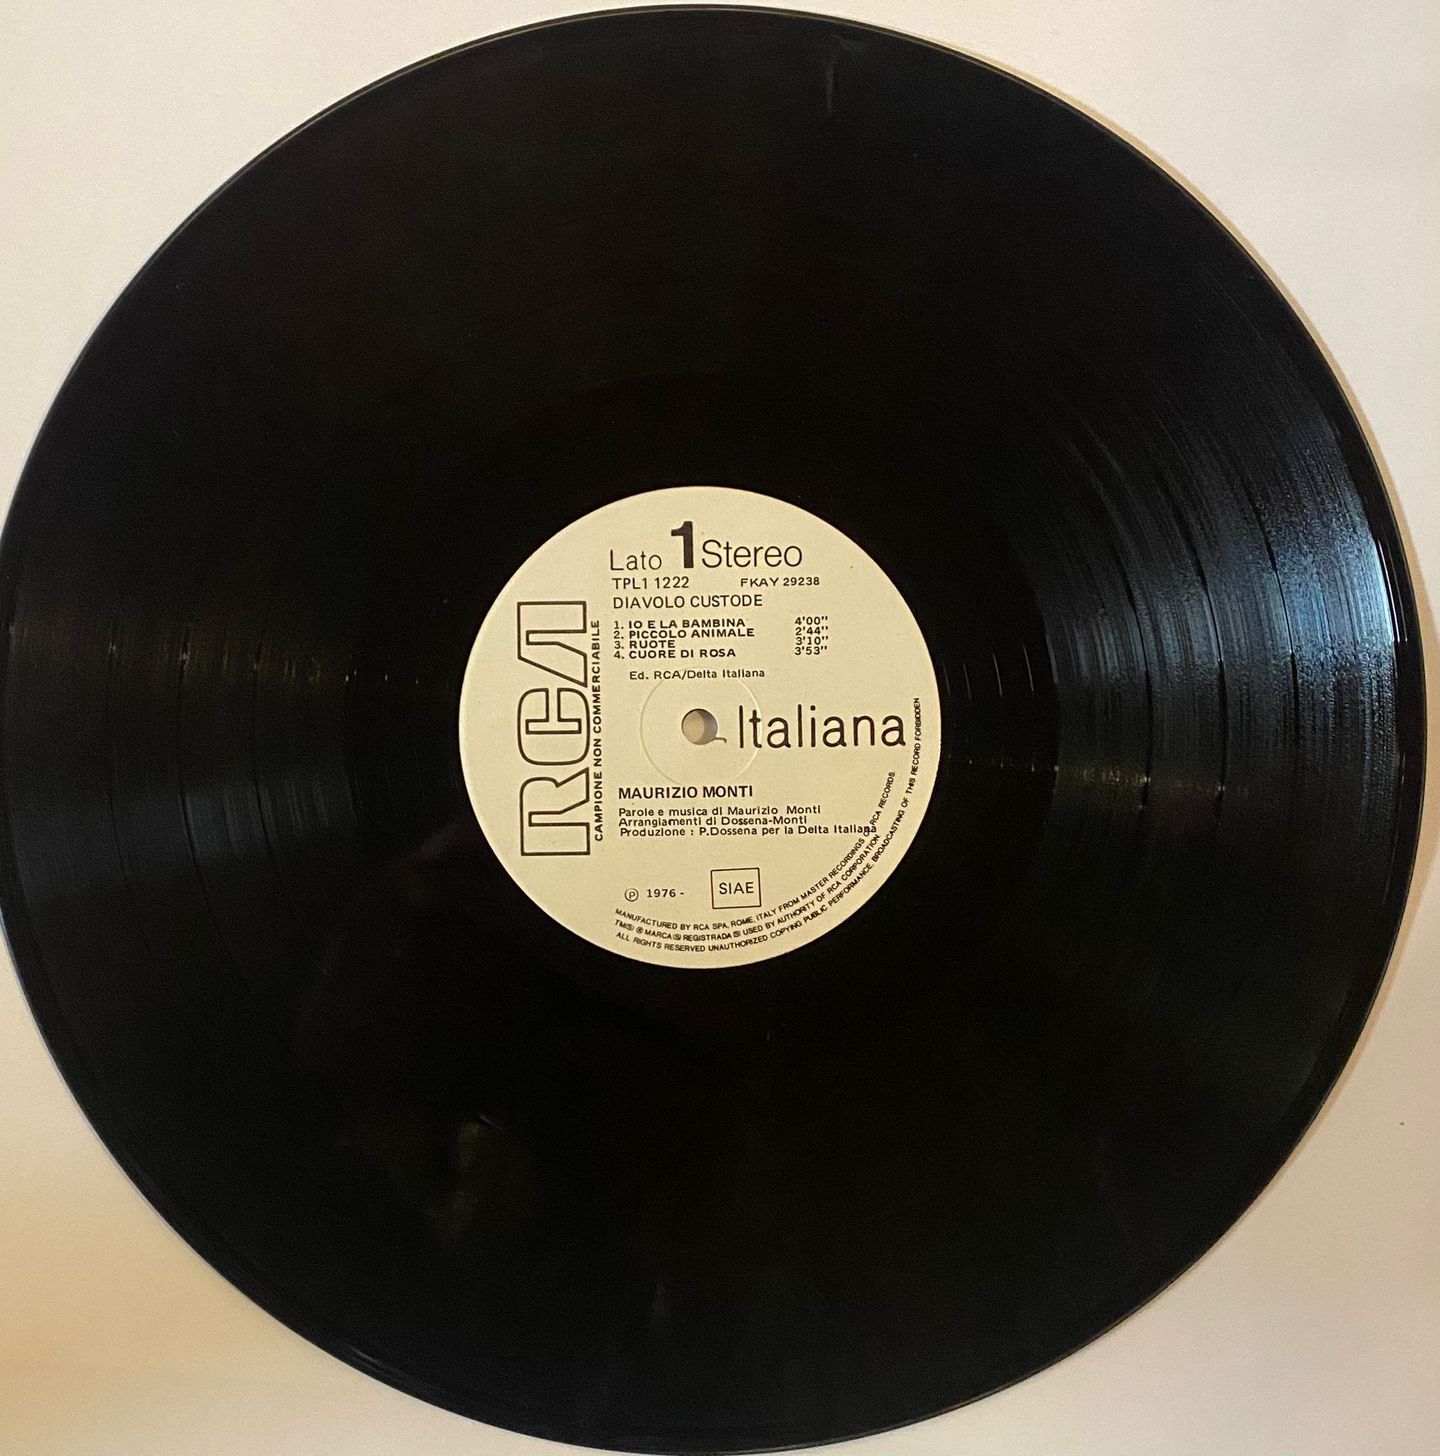 Lato 1 Stereo
TPL1 1222 FKAY 29238
DIAVOLO CUSTODE
1. IO E LA BAMBINA 4'00"
2. PICCOLO ANIMALE 2'44"
3. RUOTE 3'10"
4. CUORE DI ROSA 3'53"
Ed. RCA/Delta Italiana
RCA
CAMPIONE NON COMMERCIABILE
Italiana
MAURIZIO MONTI
Parole e musica di Maurizio Monti
Arrangiamenti di Dossena-Monti
Produzione : P.Dossena per la Delta Italiana
℗ 1976 -
SIAE
MANUFACTURED BY RCA SPA, ROME, ITALY FROM MASTER RECORDINGS OF RCA RECORDS
TM(S) ® MARCA(S) REGISTRADA(S) USED BY AUTHORITY OF RCA CORPORATION
ALL RIGHTS RESERVED UNAUTHORIZED COPYING PUBLIC PERFORMANCE, BROADCASTING OF THIS RECORD FORBIDDEN